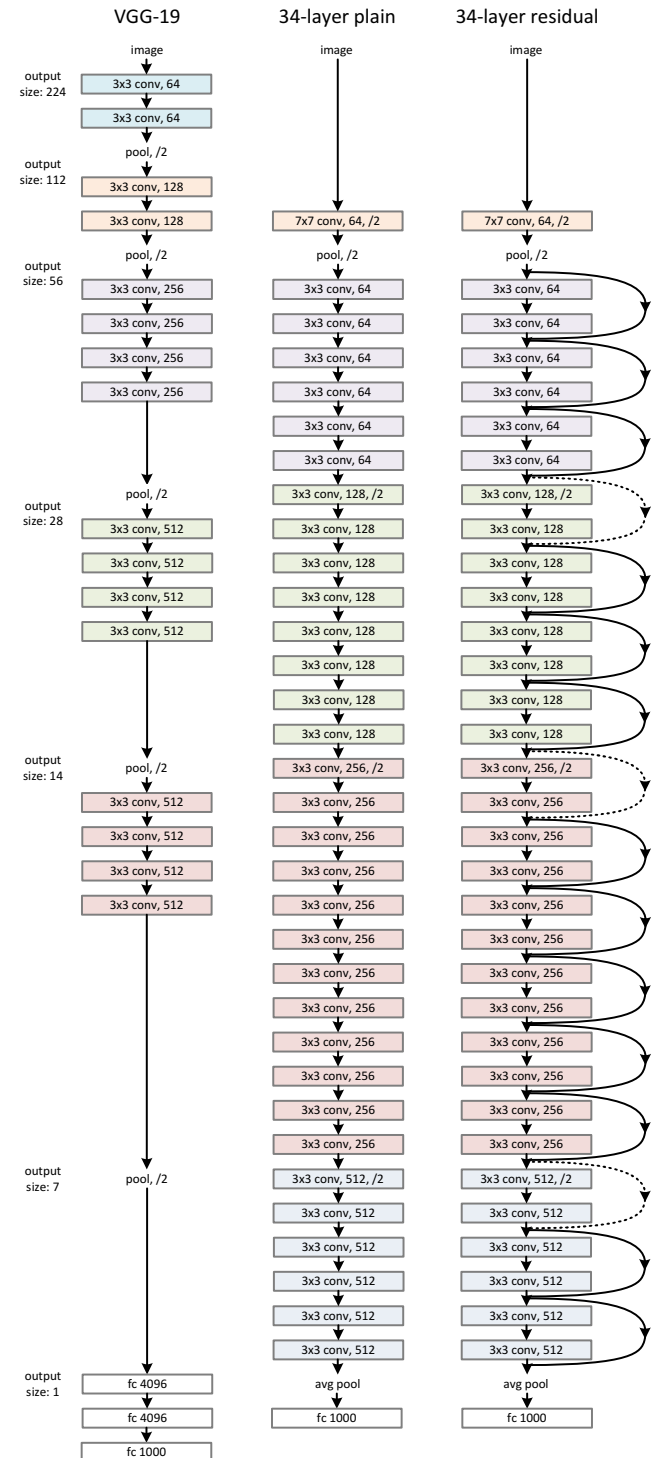 VGG-19
image
output
size: 224
3x3 conv, 64
3x3 conv, 64
pool, /2
output
size: 112
3x3 conv, 128
3x3 conv, 128
pool, /2
output
size: 56
3x3 conv, 256
3x3 conv, 256
3x3 conv, 256
3x3 conv, 256
pool, /2
output
size: 28
3x3 conv, 512
3x3 conv, 512
3x3 conv, 512
3x3 conv, 512
output
size: 14
pool, /2
3x3 conv, 512
3x3 conv, 512
3x3 conv, 512
3x3 conv, 512
output
size: 7
pool, /2
output
size: 1
fc 4096
fc 4096
fc 1000
34-layer plain
image
7x7 conv, 64, /2
pool, /2
3x3 conv, 64
3x3 conv, 64
3x3 conv, 64
3x3 conv, 64
3x3 conv, 64
3x3 conv, 64
3x3 conv, 128, /2
3x3 conv, 128
3x3 conv, 128
3x3 conv, 128
3x3 conv, 128
3x3 conv, 128
3x3 conv, 128
3x3 conv, 128
3x3 conv, 256, /2
3x3 conv, 256
3x3 conv, 256
3x3 conv, 256
3x3 conv, 256
3x3 conv, 256
3x3 conv, 256
3x3 conv, 256
3x3 conv, 256
3x3 conv, 256
3x3 conv, 256
3x3 conv, 256
3x3 conv, 512, /2
3x3 conv, 512
3x3 conv, 512
3x3 conv, 512
3x3 conv, 512
3x3 conv, 512
avg pool
fc 1000
34-layer residual
image
7x7 conv, 64, /2
pool, /2
3x3 conv, 64
3x3 conv, 64
3x3 conv, 64
3x3 conv, 64
3x3 conv, 64
3x3 conv, 64
3x3 conv, 128, /2
3x3 conv, 128
3x3 conv, 128
3x3 conv, 128
3x3 conv, 128
3x3 conv, 128
3x3 conv, 128
3x3 conv, 128
3x3 conv, 256, /2
3x3 conv, 256
3x3 conv, 256
3x3 conv, 256
3x3 conv, 256
3x3 conv, 256
3x3 conv, 256
3x3 conv, 256
3x3 conv, 256
3x3 conv, 256
3x3 conv, 256
3x3 conv, 256
3x3 conv, 512, /2
3x3 conv, 512
3x3 conv, 512
3x3 conv, 512
3x3 conv, 512
3x3 conv, 512
avg pool
fc 1000